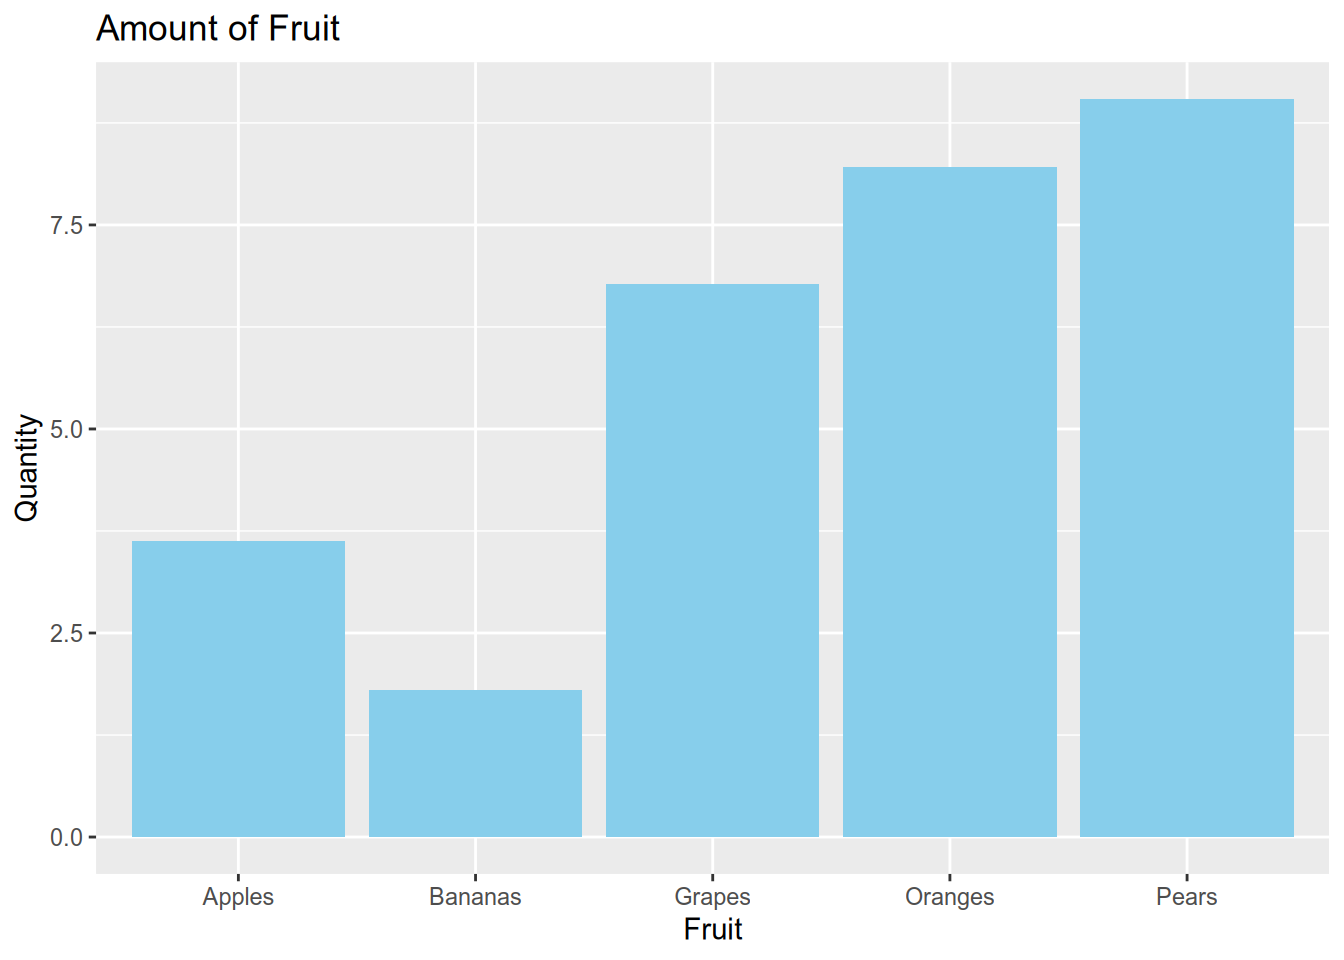 Amount of Fruit
Quantity
7.5
5.0
2.5
0.0
Apples Bananas Grapes Oranges Pears
Fruit